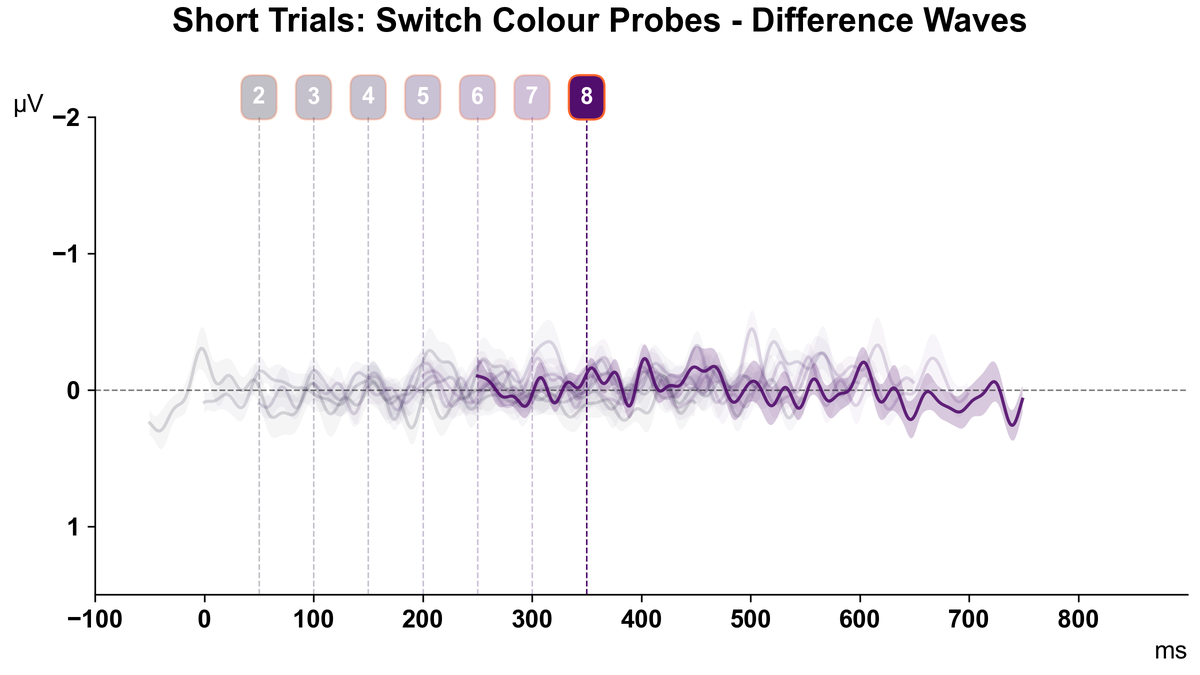 Short Trials: Switch Colour Probes - Difference Waves
2 3 4 5 6 7 8
µV
−2
−1
0
1
−100 0 100 200 300 400 500 600 700 800
ms